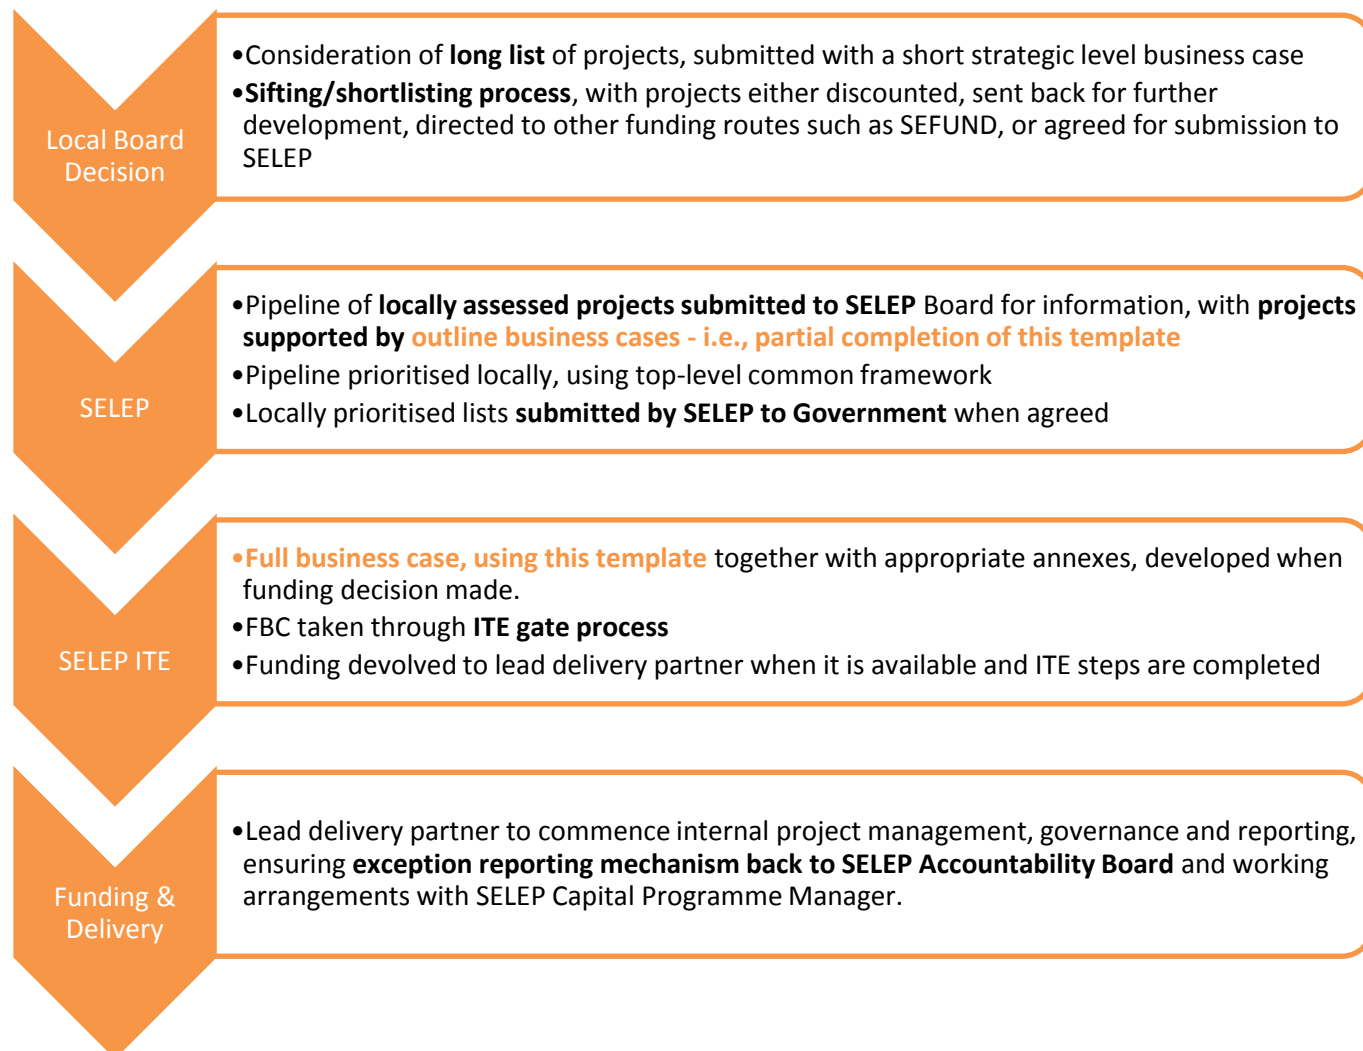 Local Board
Decision
•Consideration of long list of projects, submitted with a short strategic level business case
•Sifting/shortlisting process, with projects either discounted, sent back for further
development, directed to other funding routes such as SEFUND, or agreed for submission to
SELEP
SELEP
•Pipeline of locally assessed projects submitted to SELEP Board for information, with projects
supported by outline business cases - i.e., partial completion of this template
•Pipeline prioritised locally, using top-level common framework
•Locally prioritised lists submitted by SELEP to Government when agreed
SELEP ITE
•Full business case, using this template together with appropriate annexes, developed when
funding decision made.
•FBC taken through ITE gate process
•Funding devolved to lead delivery partner when it is available and ITE steps are completed
Funding &
Delivery
•Lead delivery partner to commence internal project management, governance and reporting,
ensuring exception reporting mechanism back to SELEP Accountability Board and working
arrangements with SELEP Capital Programme Manager.